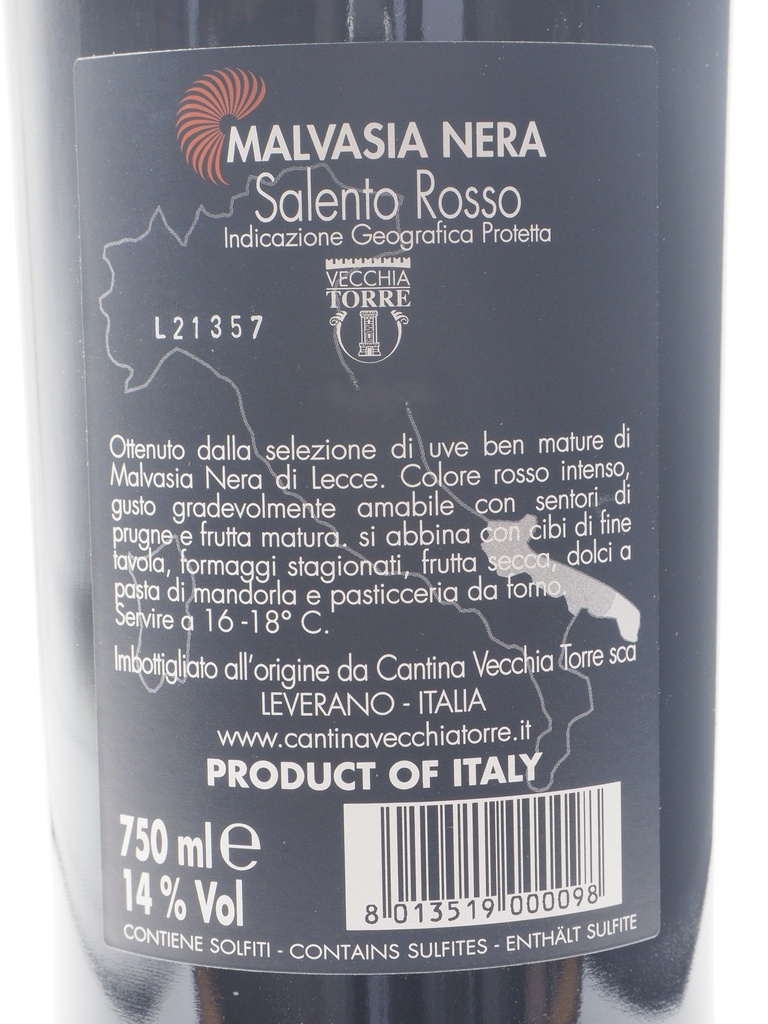 MALVASIA NERA
Salento Rosso
Indicazione Geografica Protetta
VECCHIA
TORRE
L21357
Ottenuto dalla selezione di uve ben mature di
Malvasia Nera di Lecce. Colore rosso intenso,
gusto gradevolmente amabile con sentori di
prugne e frutta matura. si abbina con cibi di fine
tavola, formaggi stagionati, frutta secca, dolci a
pasta di mandorla e pasticceria da forno.
Servire a 16 -18° C.
Imbottigliato all'origine da Cantina Vecchia Torre sca
LEVERANO - ITALIA
www.cantinavecchiatorre.it
PRODUCT OF ITALY
750 ml e
14 % Vol
8 013519 000098
CONTIENE SOLFITI - CONTAINS SULFITES - ENTHÄLT SULFITE